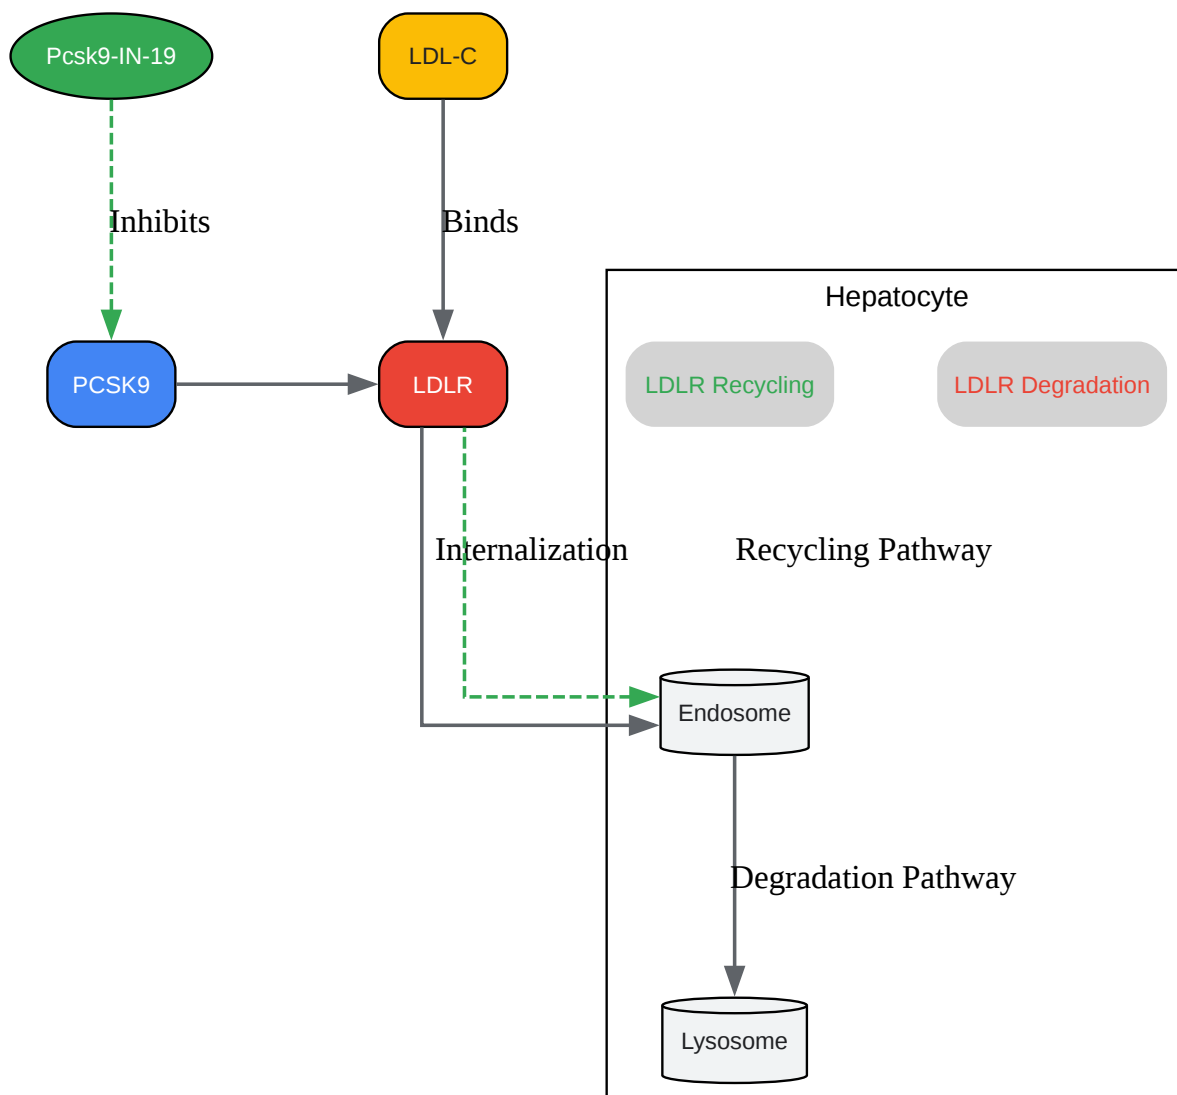 Pcsk9-IN-19
LDL-C
Inhibits
Binds
Hepatocyte
PCSK9
LDLR
LDLR Recycling
LDLR Degradation
Internalization
Recycling Pathway
Endosome
Degradation Pathway
Lysosome